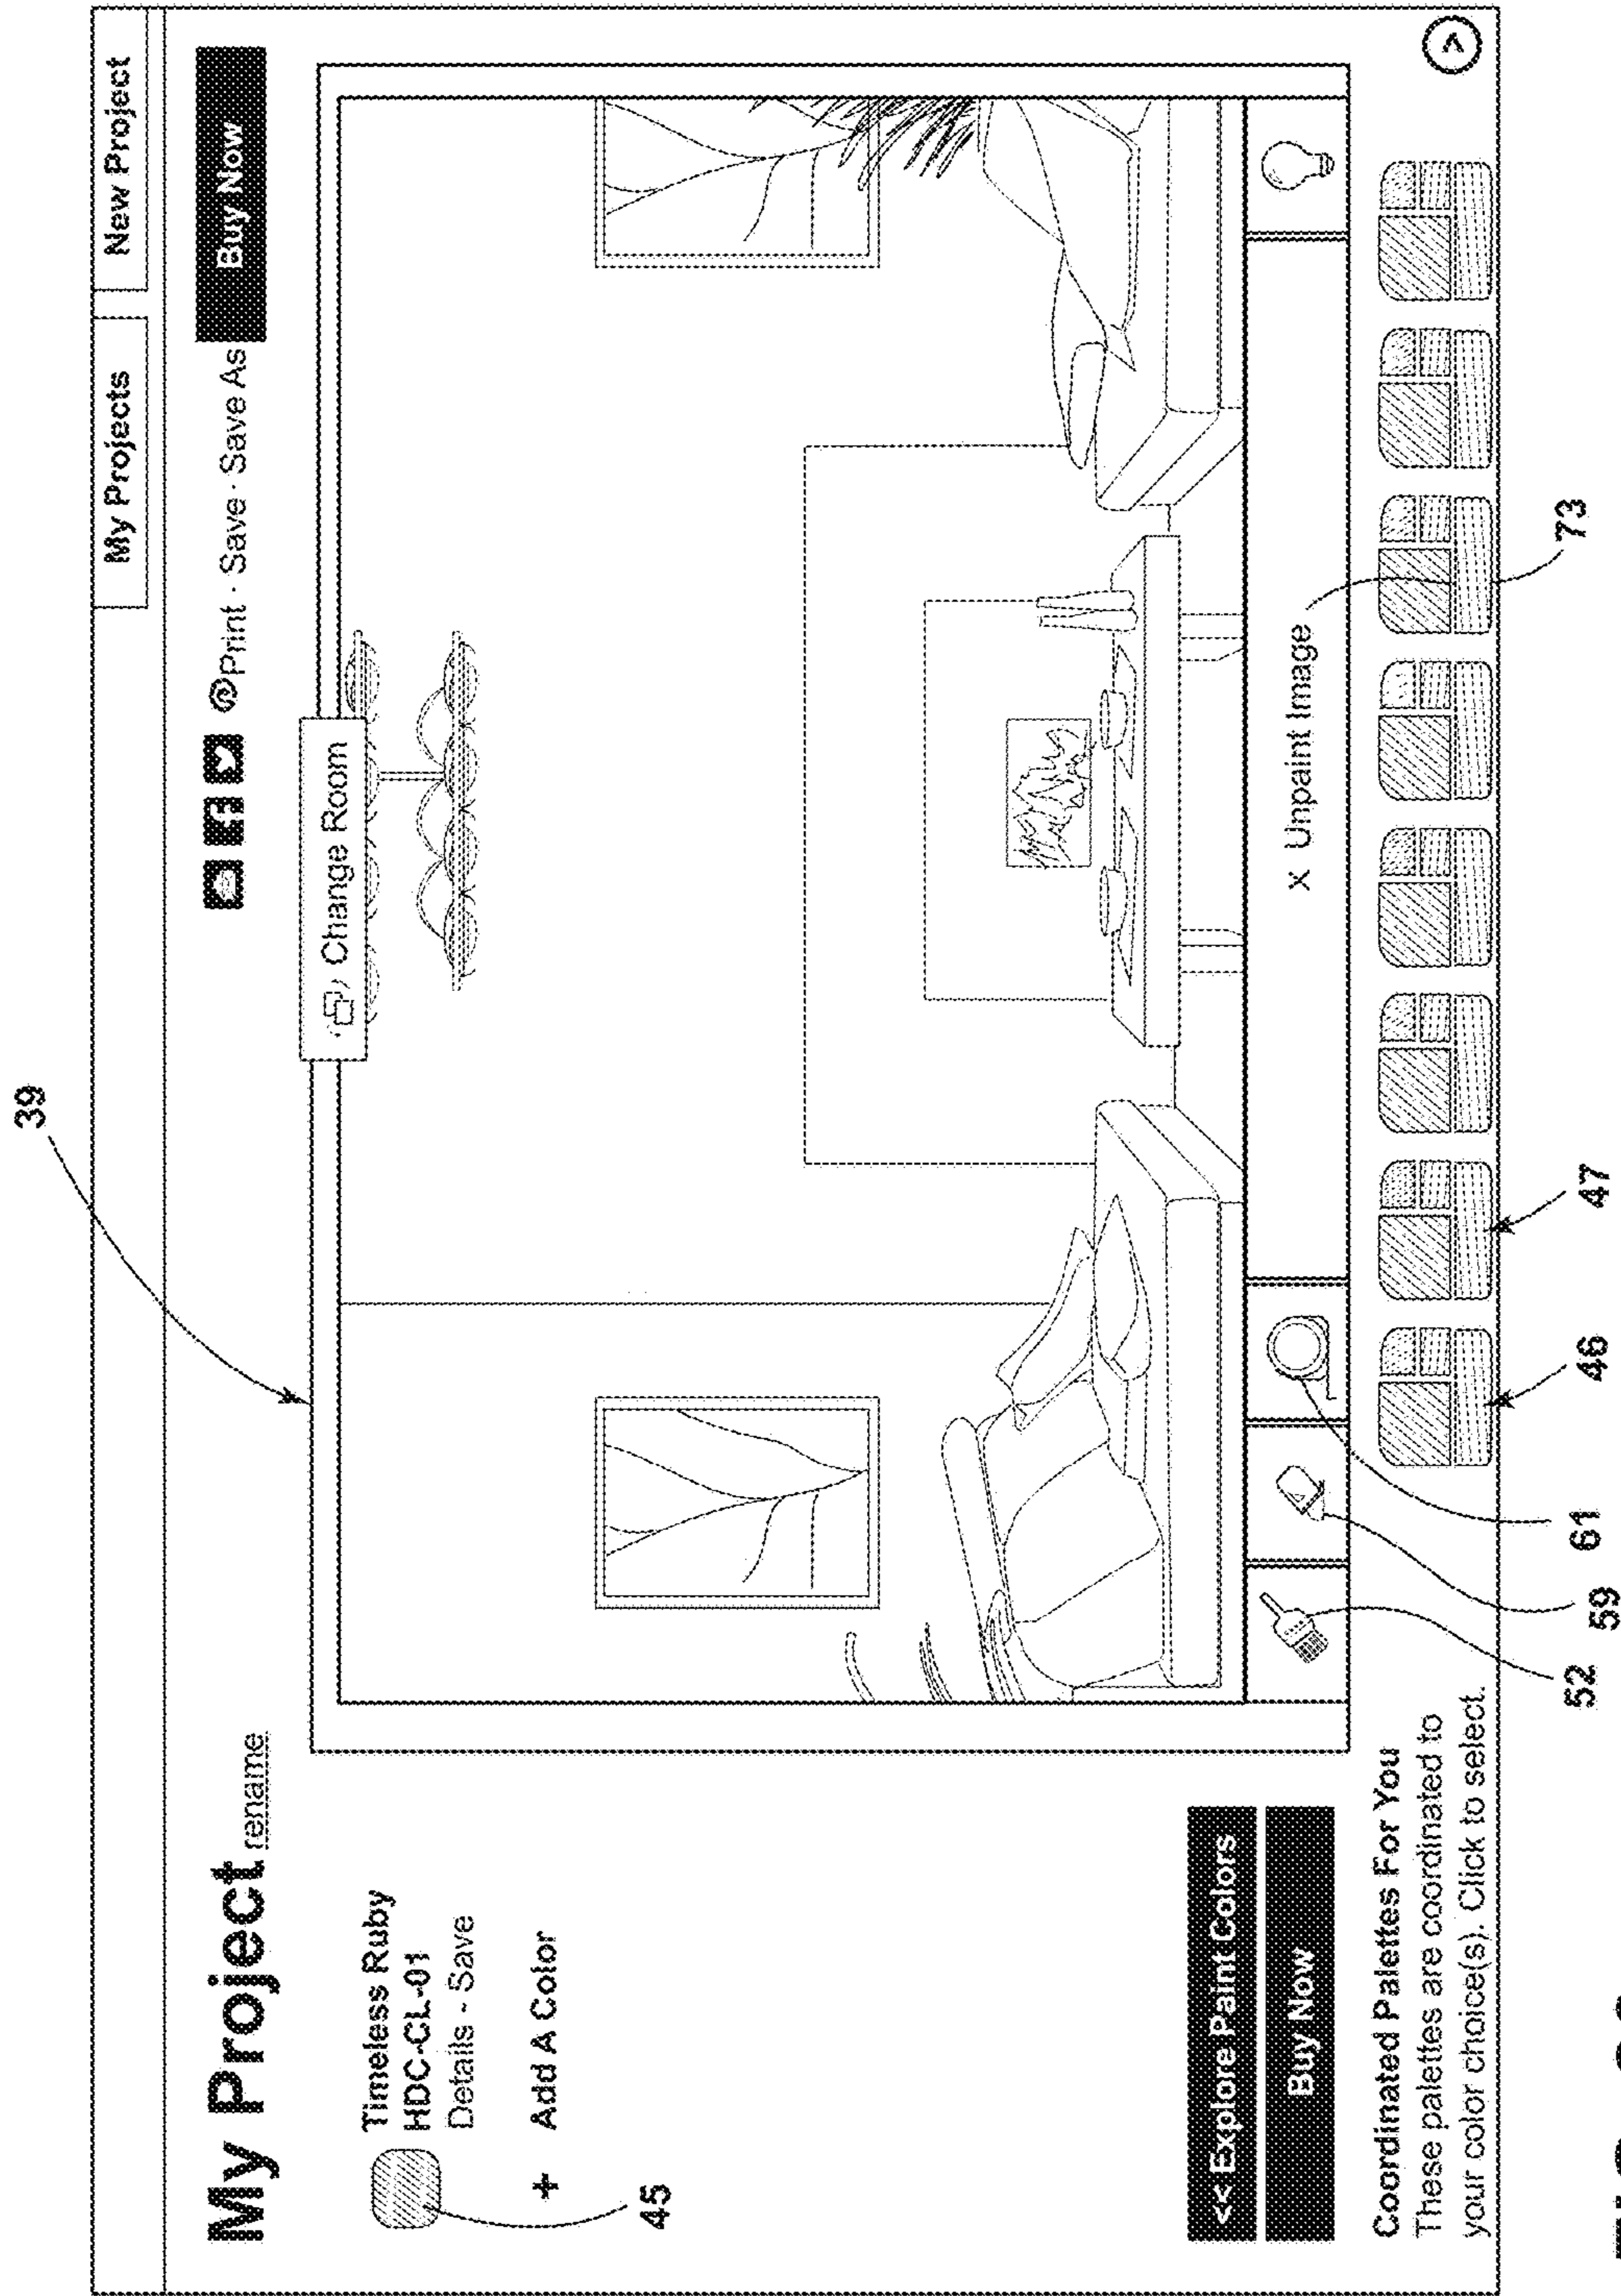 39
My Projects
New Project
My Project rename
@Print · Save · Save As
Buy Now
Change Room
Timeless Ruby
HDC-CL-01
Details - Save
+ Add A Color
45
<< Explore Paint Colors
Buy Now
x Unpaint Image
Coordinated Palettes For You
These palettes are coordinated to
your color choice(s). Click to select.
52
59
61
46
47
73